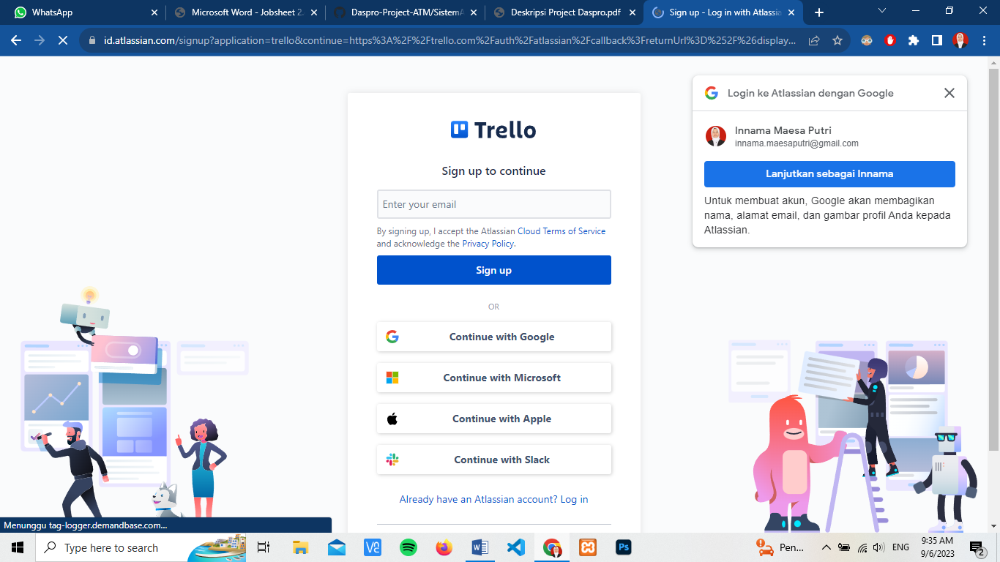 WhatsApp
Microsoft Word - Jobsheet 2.
Daspro-Project-ATM/Sistem
Deskripsi Project Daspro.pdf
Sign up - Log in with Atlassia
id.atlassian.com/signup?application=trello&continue=https%3A%2F%2Ftrello.com%2Fauth%2Fatlassian%2Fcallback%3FreturnUrl%3D%252F%26display...
Login ke Atlassian dengan Google
Innama Maesa Putri
innama.maesaputri@gmail.com
Lanjutkan sebagai Innama
Untuk membuat akun, Google akan membagikan
nama, alamat email, dan gambar profil Anda kepada
Atlassian.
Trello
Sign up to continue
Enter your email
By signing up, I accept the Atlassian Cloud Terms of Service
and acknowledge the Privacy Policy.
Sign up
OR
Continue with Google
Continue with Microsoft
Continue with Apple
Continue with Slack
Already have an Atlassian account? Log in
Menunggu tag-logger.demandbase.com...
Type here to search
Pen...
ENG
9:35 AM
9/6/2023
2